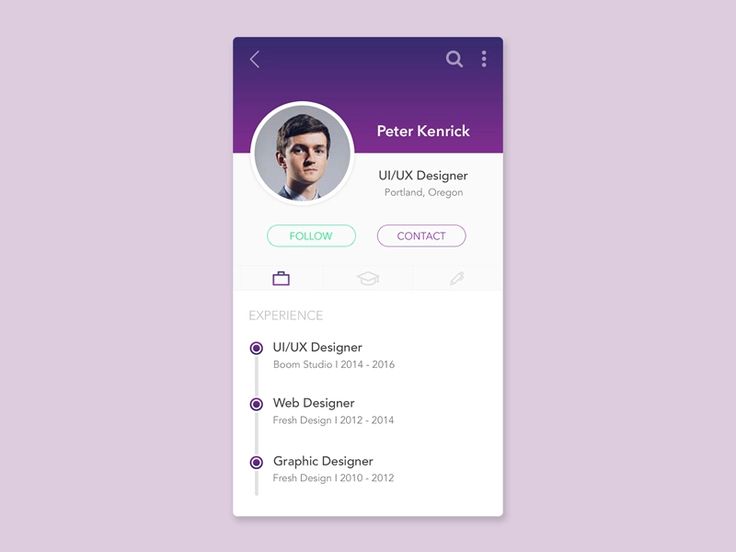 Peter Kenrick
UI/UX Designer
Portland, Oregon
FOLLOW CONTACT
EXPERIENCE
UI/UX Designer
Boom Studio I 2014 - 2016
Web Designer
Fresh Design I 2012 - 2014
Graphic Designer
Fresh Design I 2010 - 2012